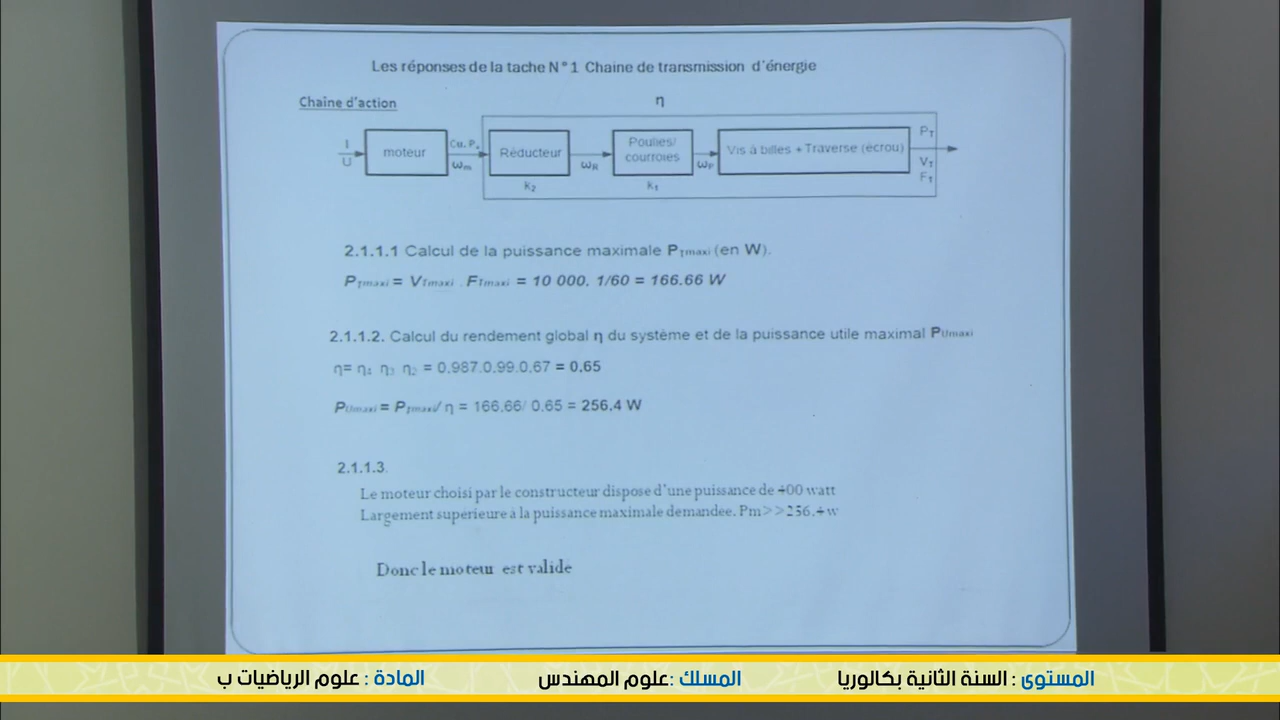 Les réponses de la tache N°1 Chaine de transmission d'énergie
Chaîne d'action
η
I
U
moteur
Cu, Pu
ωm
Réducteur
k2
ωR
Poulies/
courroies
k1
ωP
Vis à billes + Traverse (écrou)
PT
VT
FT
2.1.1.1 Calcul de la puissance maximale PTmaxi (en W).
PTmaxi = VTmaxi . FTmaxi = 10 000. 1/60 = 166.66 W
2.1.1.2. Calcul du rendement global η du système et de la puissance utile maximal PUmaxi
η= η1 η3 η2 = 0.987.0.99.0.67 = 0.65
PUmaxi = PTmaxi/ η = 166.66/ 0.65 = 256.4 W
2.1.1.3.
Le moteur choisi par le constructeur dispose d'une puissance de 400 watt
Largement superieure à la puissance maximale demandee. Pm>>256.4w
Donc le moteur est valide
المستوى : السنة الثانية بكالوريا
المسلك :علوم المهندس
المادة : علوم الرياضيات ب